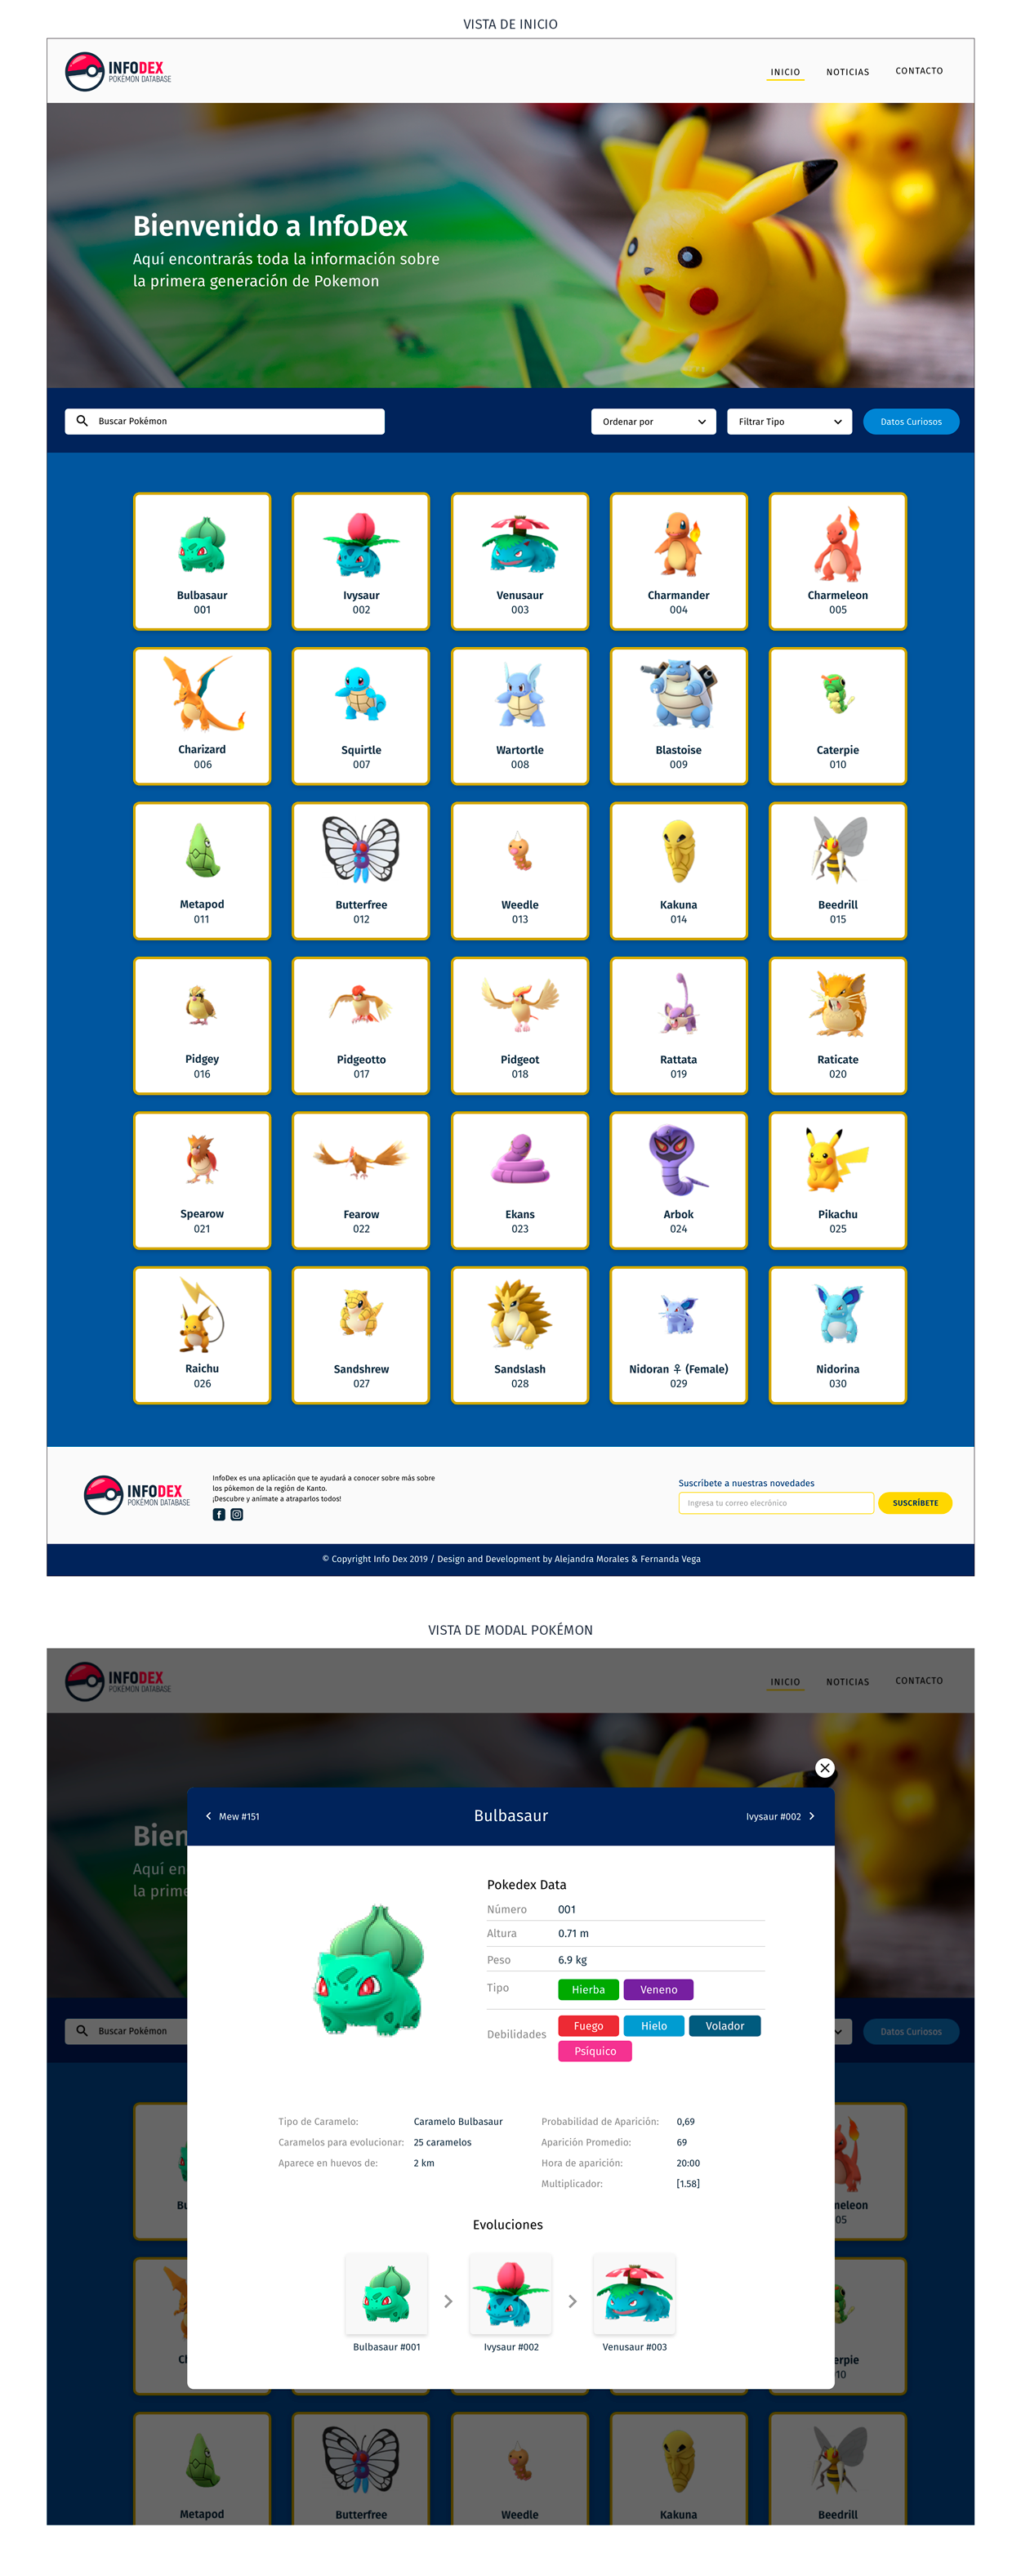 VISTA DE INICIO
INFODEX
POKÉMON DATABASE
INICIO
NOTICIAS
CONTACTO
Bienvenido a InfoDex
Aquí encontrarás toda la información sobre
la primera generación de Pokemon
Buscar Pokémon
Ordenar por
Filtrar Tipo
Datos Curiosos
Bulbasaur
001
Ivysaur
002
Venusaur
003
Charmander
004
Charmeleon
005
Charizard
006
Squirtle
007
Wartortle
008
Blastoise
009
Caterpie
010
Metapod
011
Butterfree
012
Weedle
013
Kakuna
014
Beedrill
015
Pidgey
016
Pidgeotto
017
Pidgeot
018
Rattata
019
Raticate
020
Spearow
021
Fearow
022
Ekans
023
Arbok
024
Pikachu
025
Raichu
026
Sandshrew
027
Sandslash
028
Nidoran ♀ (Female)
029
Nidorina
030
INFODEX
POKÉMON DATABASE
InfoDex es una aplicación que te ayudará a conocer sobre más sobre
los pókemon de la región de Kanto.
¡Descubre y anímate a atraparlos todos!
Suscríbete a nuestras novedades
Ingresa tu correo elecrónico
SUSCRÍBETE
© Copyright Info Dex 2019 / Design and Development by Alejandra Morales & Fernanda Vega
VISTA DE MODAL POKÉMON
INFODEX
POKÉMON DATABASE
INICIO
NOTICIAS
CONTACTO
Bien
Aquí en
la prime
Buscar Pokémon
Datos Curiosos
Mew #151
Bulbasaur
Ivysaur #002
Pokedex Data
Número 001
Altura 0.71 m
Peso 6.9 kg
Tipo Hierba Veneno
Debilidades Fuego Hielo Volador
Psíquico
Tipo de Caramelo: Caramelo Bulbasaur
Caramelos para evolucionar: 25 caramelos
Aparece en huevos de: 2 km
Probabilidad de Aparición: 0,69
Aparición Promedio: 69
Hora de aparición: 20:00
Multiplicador: [1.58]
Evoluciones
Bulbasaur #001
Ivysaur #002
Venusaur #003
Bu
neleon
05
Ch
erpie
10
Metapod
Butterfree
Weedle
Kakuna
Beedrill